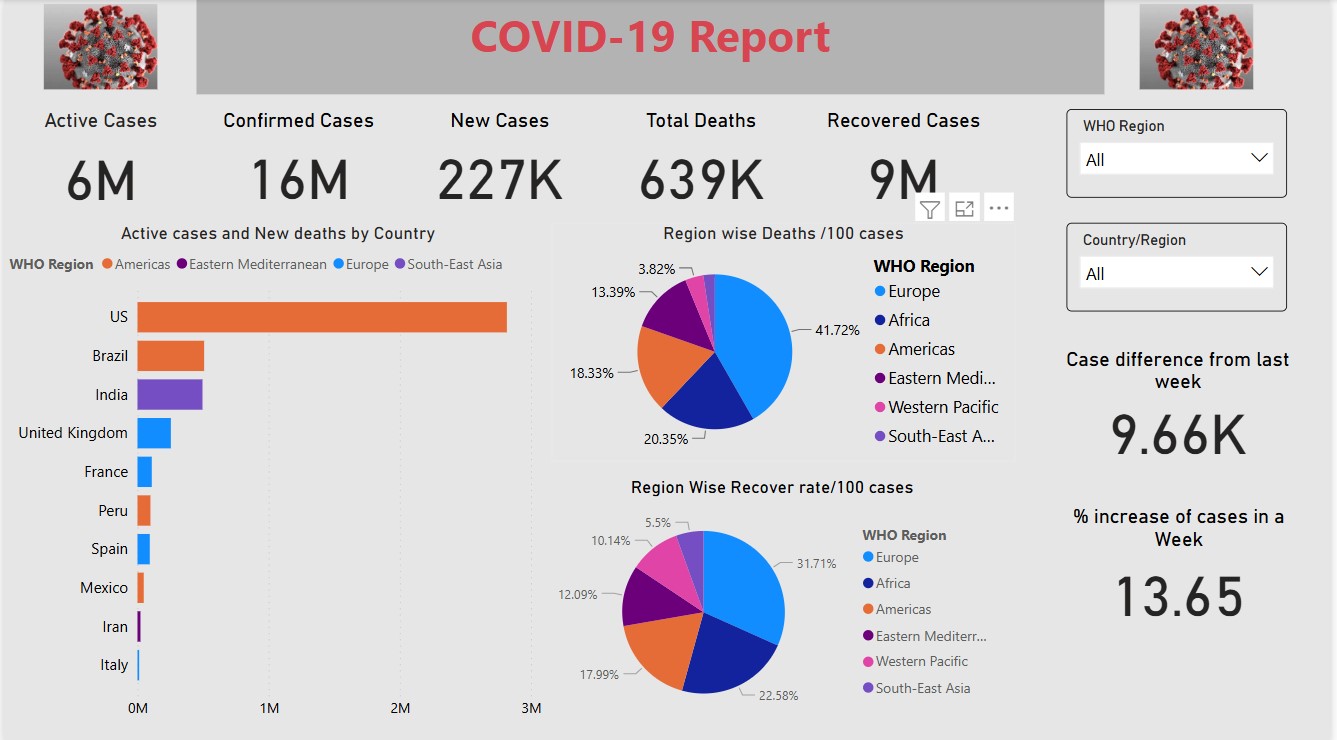 COVID-19 Report
Active Cases
6M
Confirmed Cases
16M
New Cases
227K
Total Deaths
639K
Recovered Cases
9M
WHO Region
All
Country/Region
All
Active cases and New deaths by Country
WHO Region Americas Eastern Mediterranean Europe South-East Asia
US
Brazil
India
United Kingdom
France
Peru
Spain
Mexico
Iran
Italy
0M 1M 2M 3M
Region wise Deaths /100 cases
3.82%
13.39%
41.72%
18.33%
20.35%
WHO Region
Europe
Africa
Americas
Eastern Medi...
Western Pacific
South-East A...
Region Wise Recover rate/100 cases
5.5%
10.14%
31.71%
12.09%
17.99%
22.58%
WHO Region
Europe
Africa
Americas
Eastern Mediterr...
Western Pacific
South-East Asia
Case difference from last
week
9.66K
% increase of cases in a
Week
13.65